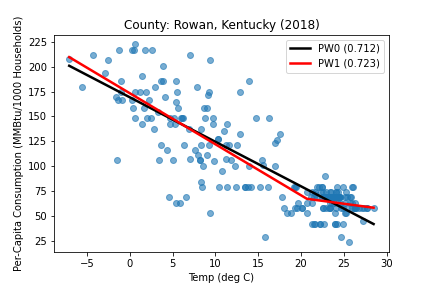 County: Rowan, Kentucky (2018)
Per-Capita Consumption (MMBtu/1000 Households)
225
200
175
150
125
100
75
50
25
PW0 (0.712)
PW1 (0.723)
−5 0 5 10 15 20 25 30
Temp (deg C)